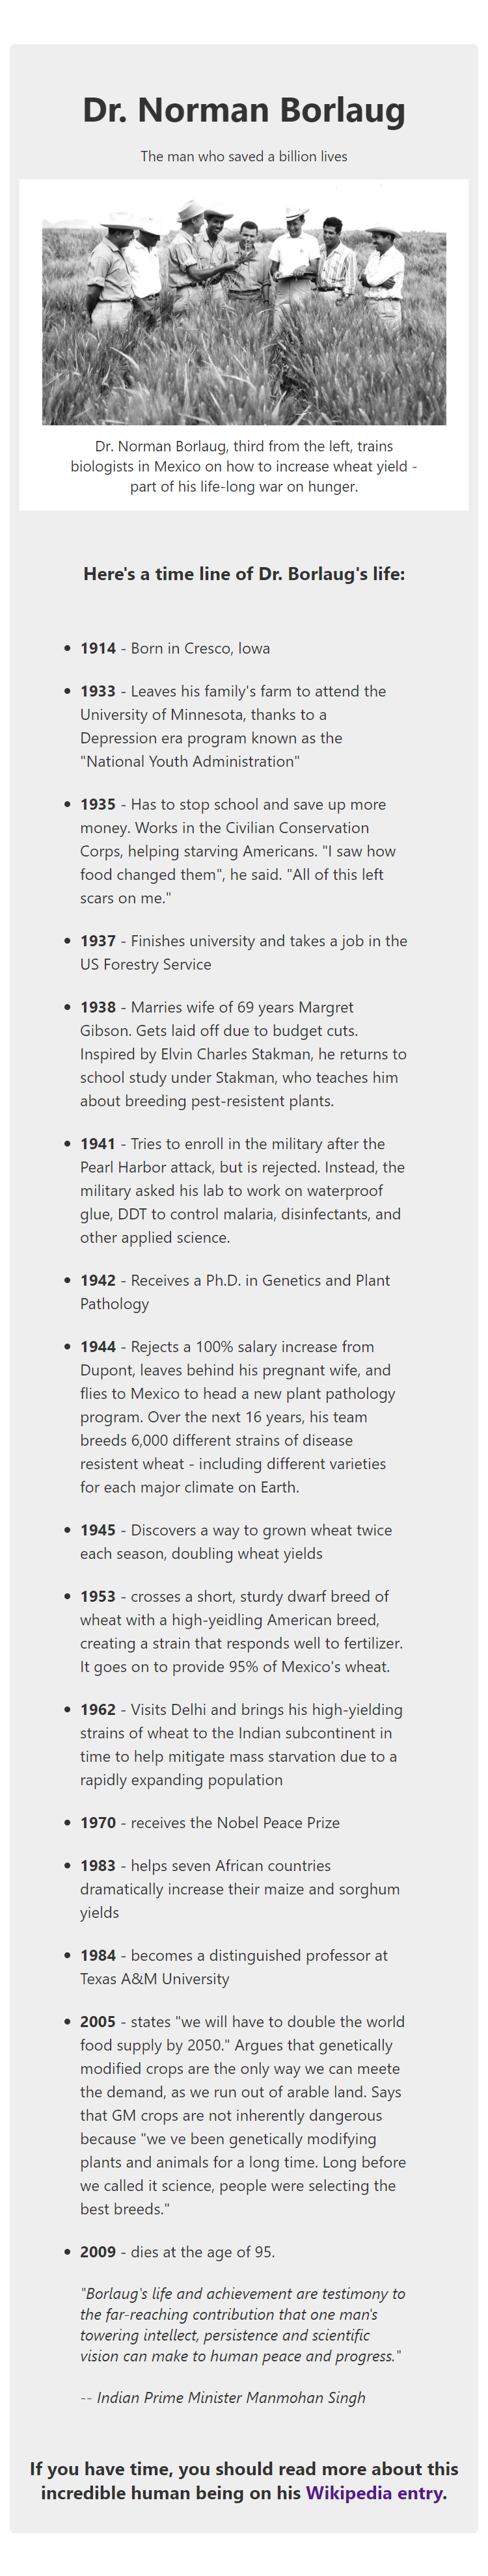 Dr. Norman Borlaug
The man who saved a billion lives
Dr. Norman Borlaug, third from the left, trains
biologists in Mexico on how to increase wheat yield -
part of his life-long war on hunger.
Here's a time line of Dr. Borlaug's life:
• 1914 - Born in Cresco, Iowa
• 1933 - Leaves his family's farm to attend the
University of Minnesota, thanks to a
Depression era program known as the
"National Youth Administration"
• 1935 - Has to stop school and save up more
money. Works in the Civilian Conservation
Corps, helping starving Americans. "I saw how
food changed them", he said. "All of this left
scars on me."
• 1937 - Finishes university and takes a job in the
US Forestry Service
• 1938 - Marries wife of 69 years Margret
Gibson. Gets laid off due to budget cuts.
Inspired by Elvin Charles Stakman, he returns to
school study under Stakman, who teaches him
about breeding pest-resistent plants.
• 1941 - Tries to enroll in the military after the
Pearl Harbor attack, but is rejected. Instead, the
military asked his lab to work on waterproof
glue, DDT to control malaria, disinfectants, and
other applied science.
• 1942 - Receives a Ph.D. in Genetics and Plant
Pathology
• 1944 - Rejects a 100% salary increase from
Dupont, leaves behind his pregnant wife, and
flies to Mexico to head a new plant pathology
program. Over the next 16 years, his team
breeds 6,000 different strains of disease
resistent wheat - including different varieties
for each major climate on Earth.
• 1945 - Discovers a way to grown wheat twice
each season, doubling wheat yields
• 1953 - crosses a short, sturdy dwarf breed of
wheat with a high-yeidling American breed,
creating a strain that responds well to fertilizer.
It goes on to provide 95% of Mexico's wheat.
• 1962 - Visits Delhi and brings his high-yielding
strains of wheat to the Indian subcontinent in
time to help mitigate mass starvation due to a
rapidly expanding population
• 1970 - receives the Nobel Peace Prize
• 1983 - helps seven African countries
dramatically increase their maize and sorghum
yields
• 1984 - becomes a distinguished professor at
Texas A&M University
• 2005 - states "we will have to double the world
food supply by 2050." Argues that genetically
modified crops are the only way we can meete
the demand, as we run out of arable land. Says
that GM crops are not inherently dangerous
because "we ve been genetically modifying
plants and animals for a long time. Long before
we called it science, people were selecting the
best breeds."
• 2009 - dies at the age of 95.
"Borlaug's life and achievement are testimony to
the far-reaching contribution that one man's
towering intellect, persistence and scientific
vision can make to human peace and progress."
-- Indian Prime Minister Manmohan Singh
If you have time, you should read more about this
incredible human being on his Wikipedia entry.